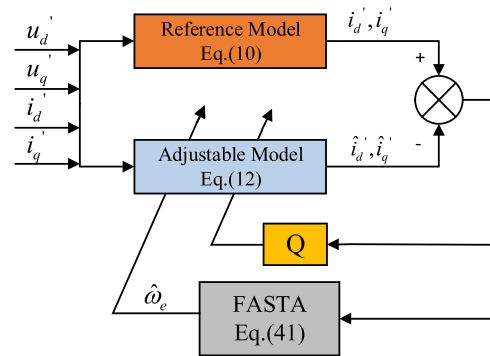 u_d'
u_q'
i_d'
i_q'
Reference Model
Eq.(10)
i_d', i_q'
+
Adjustable Model
Eq.(12)
î_d', î_q'
-
Q
ω̂_e
FASTA
Eq.(41)